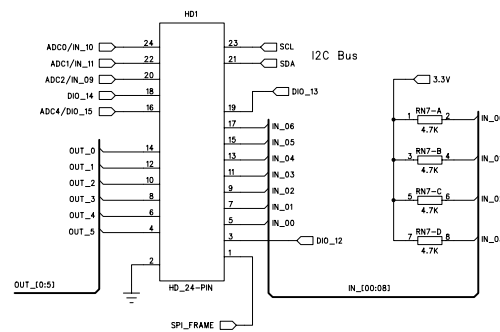 HD1
ADC0/IN_10 24 23 SCL
ADC1/IN_11 22 21 SDA
I2C Bus
ADC2/IN_09 20
DIO_14 18
ADC4/DIO_15 16 19 DIO_13
17 IN_06
OUT_0 14 15 IN_05
OUT_1 12 13 IN_04
OUT_2 10 11 IN_03
OUT_3 8 9 IN_02
OUT_4 6 7 IN_01
OUT_5 4 5 IN_00
3 DIO_12
2 1
HD_24-PIN
OUT_[0:5]
SPI_FRAME
IN_[00:08]
3.3V
RN7-A
1 2
4.7K
RN7-B
3 4
4.7K
RN7-C
5 6
4.7K
RN7-D
7 8
4.7K